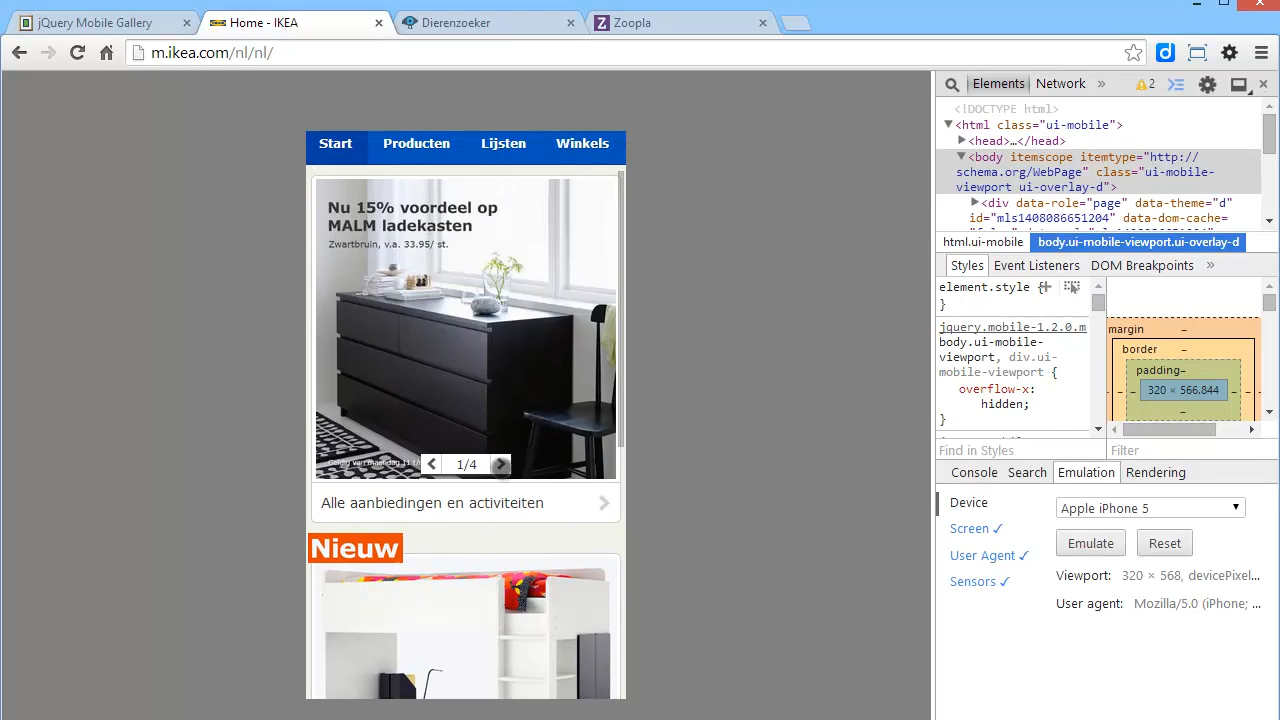 jQuery Mobile Gallery
Home - IKEA
Dierenzoeker
Zoopla
m.ikea.com/nl/nl/
Start Producten Lijsten Winkels
Nu 15% voordeel op
MALM ladekasten
Zwartbruin, v.a. 33.95/ st.
Geldig van maandag 11
1/4
Alle aanbiedingen en activiteiten
Nieuw
Elements Network » 2
<!DOCTYPE html>
<html class="ui-mobile">
<head>…</head>
<body itemscope itemtype="http://
schema.org/WebPage" class="ui-mobile-
viewport ui-overlay-d">
<div data-role="page" data-theme="d"
id="mls1408086651204" data-dom-cache=
html.ui-mobile body.ui-mobile-viewport.ui-overlay-d
Styles Event Listeners DOM Breakpoints »
element.style {
}
jquery.mobile-1.2.0.m
body.ui-mobile-
viewport, div.ui-
mobile-viewport {
overflow-x:
hidden;
}
margin –
border –
padding–
– – 320 × 566.844 – –
–
Find in Styles
Filter
Console Search Emulation Rendering
Device
Screen ✓
User Agent ✓
Sensors ✓
Apple iPhone 5
Emulate Reset
Viewport: 320 × 568, devicePixel...
User agent: Mozilla/5.0 (iPhone; ...